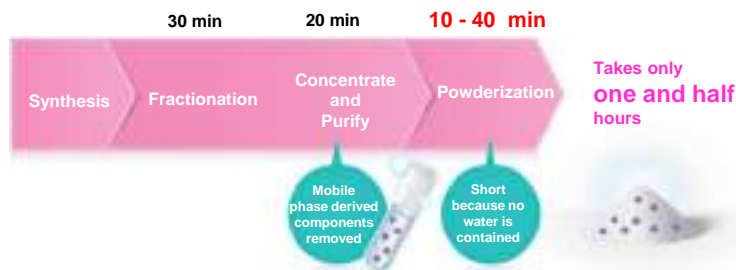 30 min
20 min
10 - 40 min
Synthesis
Fractionation
Concentrate
and
Purify
Powderization
Takes only
one and half
hours
Mobile
phase derived
components
removed
Short
because no
water is
contained